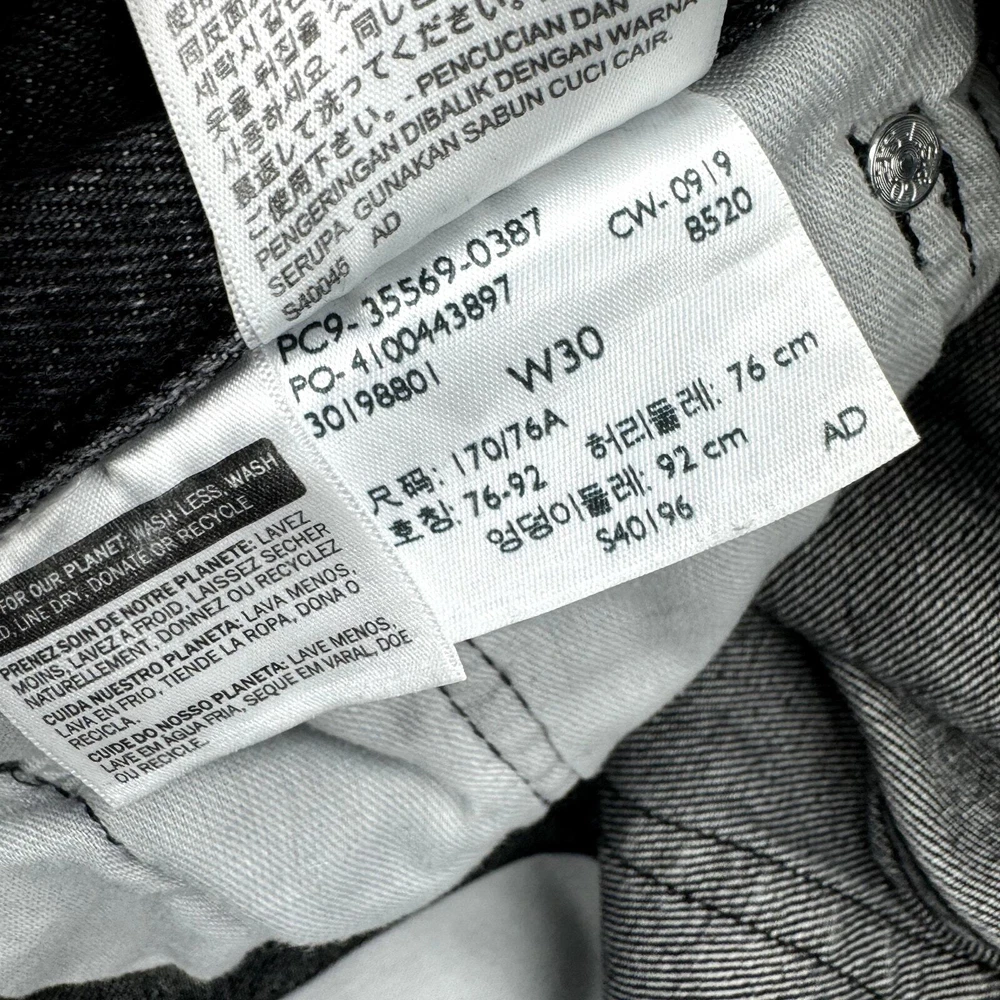 同反面
세탁시
옷을 뒤집을
사용하세요. - 同し
裏返して洗ってください。
ご使用下さい。 - PENCUCIAN DAN
PENGERINGAN DIBALIK DENGAN WARNA
SERUPA. GUNAKAN SABUN CUCI CAIR.
AD
S40045
PC9-35569-0387 CW-0919
PO-4100443897 8520
30198801
W30
尺码: 170/76A 허리둘레: 76 cm
호칭: 76-92 엉덩이둘레: 92 cm
S40196 AD
FOR OUR PLANET: WASH LESS, WASH
D, LINE DRY, DONATE OR RECYCLE
PRENEZ SOIN DE NOTRE PLANETE: LAVEZ
MOINS, LAVEZ A FROID, LAISSEZ SECHER
NATURELLEMENT, DONNEZ OU RECYCLEZ
CUIDA NUESTRO PLANETA: LAVA MENOS,
LAVA EN FRIO, TIENDE LA ROPA, DONA O
RECICLA.
CUIDE DO NOSSO PLANETA: LAVE MENOS,
LAVE EM AGUA FRIA, SEQUE EM VARAL, DOE
OU RECICLE.